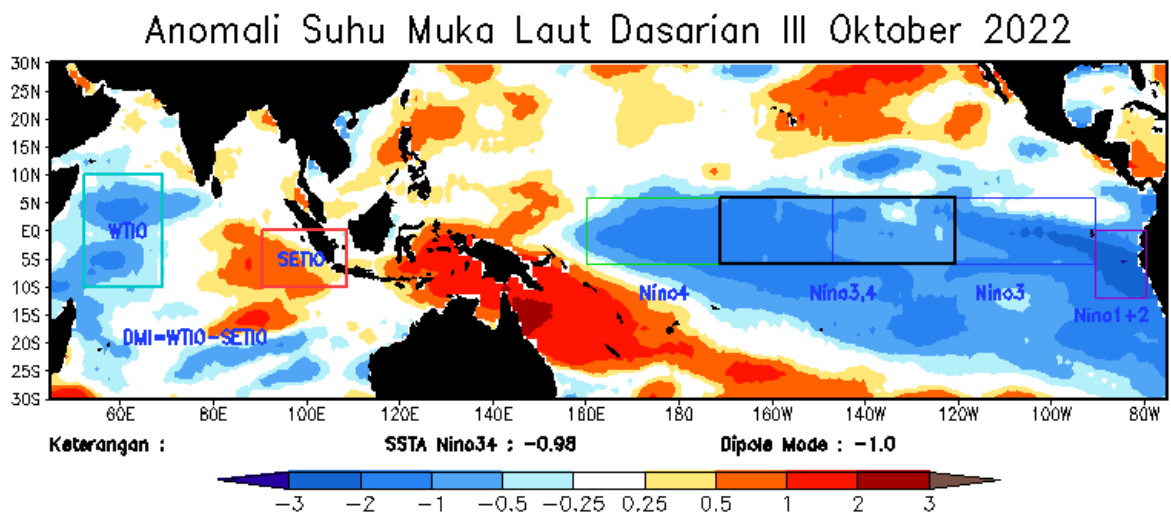 Anomali Suhu Muka Laut Dasarian III Oktober 2022
30N
25N
20N
15N
10N
5N
EQ
5S
10S
15S
20S
25S
30S
WTIO
SETIO
DMI=WTIO-SETIO
Nino4
Nino3,4
Nino3
Nino1+2
60E 80E 100E 120E 140E 160E 180 160W 140W 120W 100W 80W
Keterangan : SSTA Nino34 : -0.98 Dipole Mode : -1.0
-3 -2 -1 -0.5 -0.25 0.25 0.5 1 2 3